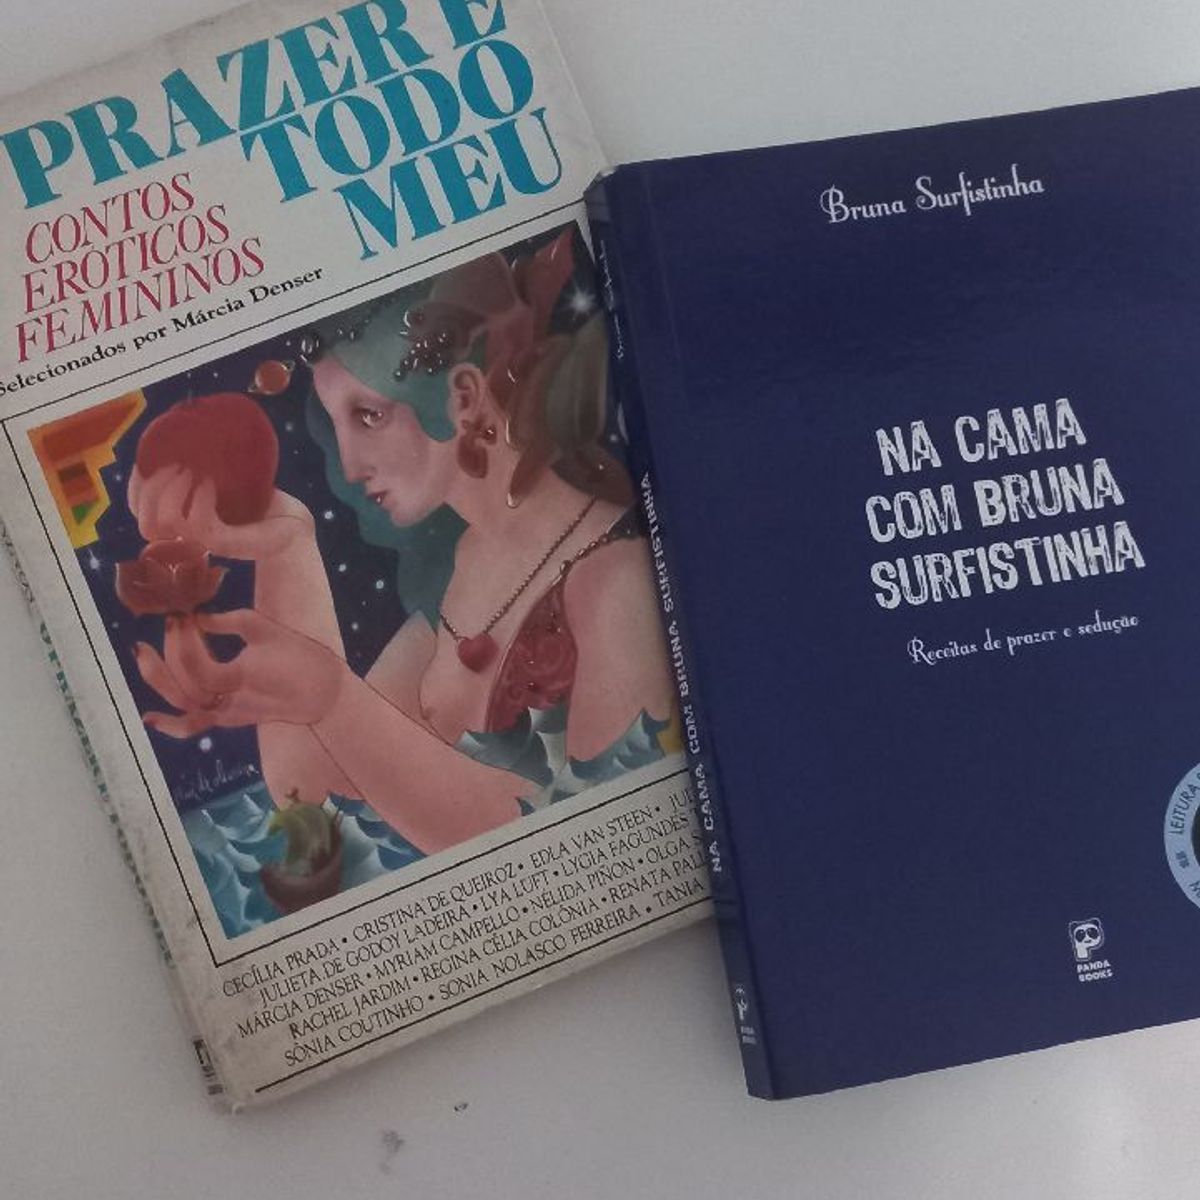 PRAZER E
TODO
MEU
CONTOS
ERÓTICOS
FEMININOS
Selecionados por Márcia Denser
CECÍLIA PRADA • CRISTINA DE QUEIROZ • EDLA VAN STEEN •
JULIETA DE GODOY LADEIRA • LYA LUFT • LYGIA FAGUNDES
MÁRCIA DENSER • MYRIAM CAMPELLO • NÉLIDA PIÑON • OLGA
RACHEL JARDIM • REGINA CÉLIA COLÔNIA • RENATA
SÔNIA COUTINHO • SONIA NOLASCO FERREIRA • TANIA
Bruna Surfistinha
NA CAMA
COM BRUNA
SURFISTINHA
Receitas de prazer e sedução
PANDA
BOOKS
NA CAMA COM BRUNA SURFISTINHA
LEITURA